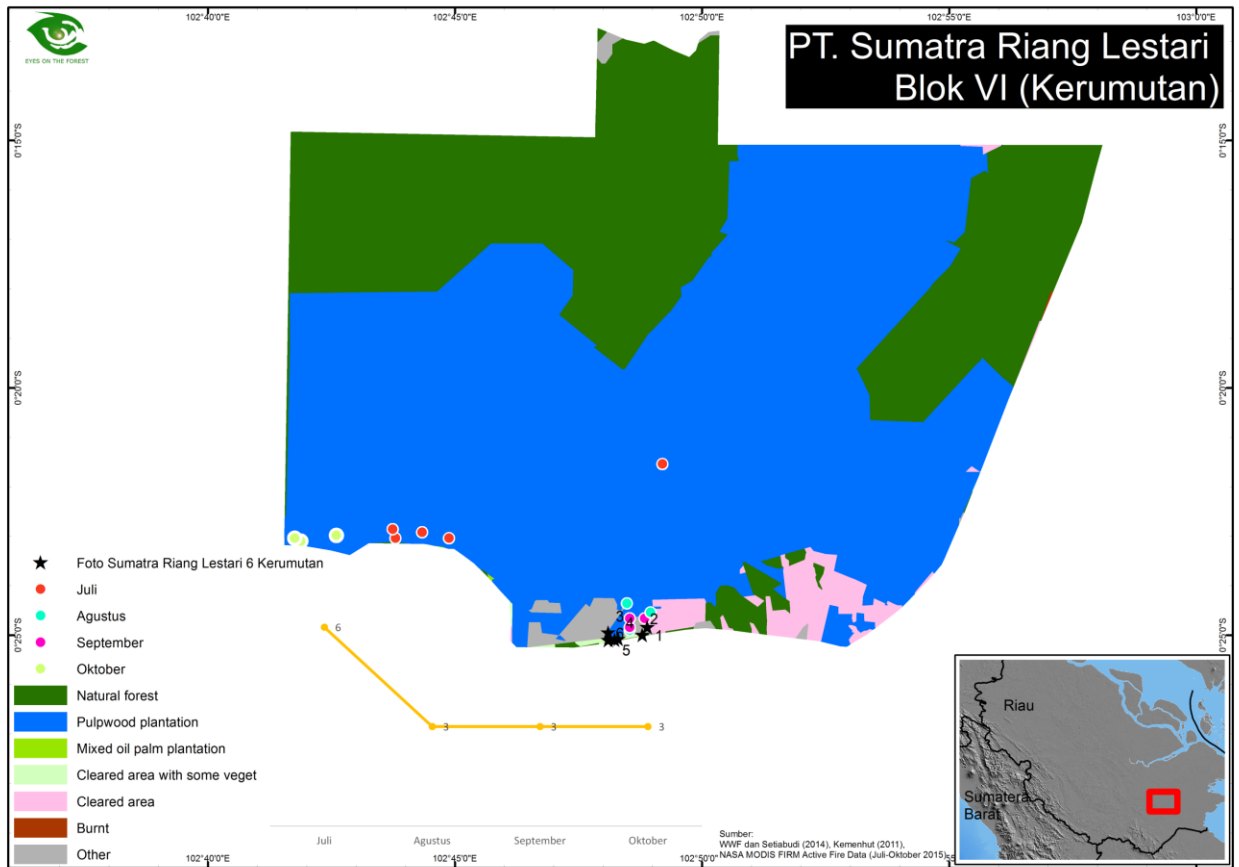 EYES ON THE FOREST
PT. Sumatra Riang Lestari
Blok VI (Kerumutan)
102°40'0"E
102°45'0"E
102°50'0"E
102°55'0"E
103°0'0"E
0°15'0"S
0°15'0"S
0°20'0"S
0°20'0"S
0°25'0"S
0°25'0"S
3
2
4
6
1
5
Foto Sumatra Riang Lestari 6 Kerumutan
Juli
Agustus
September
Oktober
Natural forest
Pulpwood plantation
Mixed oil palm plantation
Cleared area with some veget
Cleared area
Burnt
Other
6
3
3
3
Juli
Agustus
September
Oktober
Sumber:
WWF dan Setiabudi (2014), Kemenhut (2011),
NASA MODIS FIRM Active Fire Data (Juli-Oktober 2015)
Riau
Sumatera
Barat
102°40'0"E
102°45'0"E
102°50'0"E
103°0'0"E